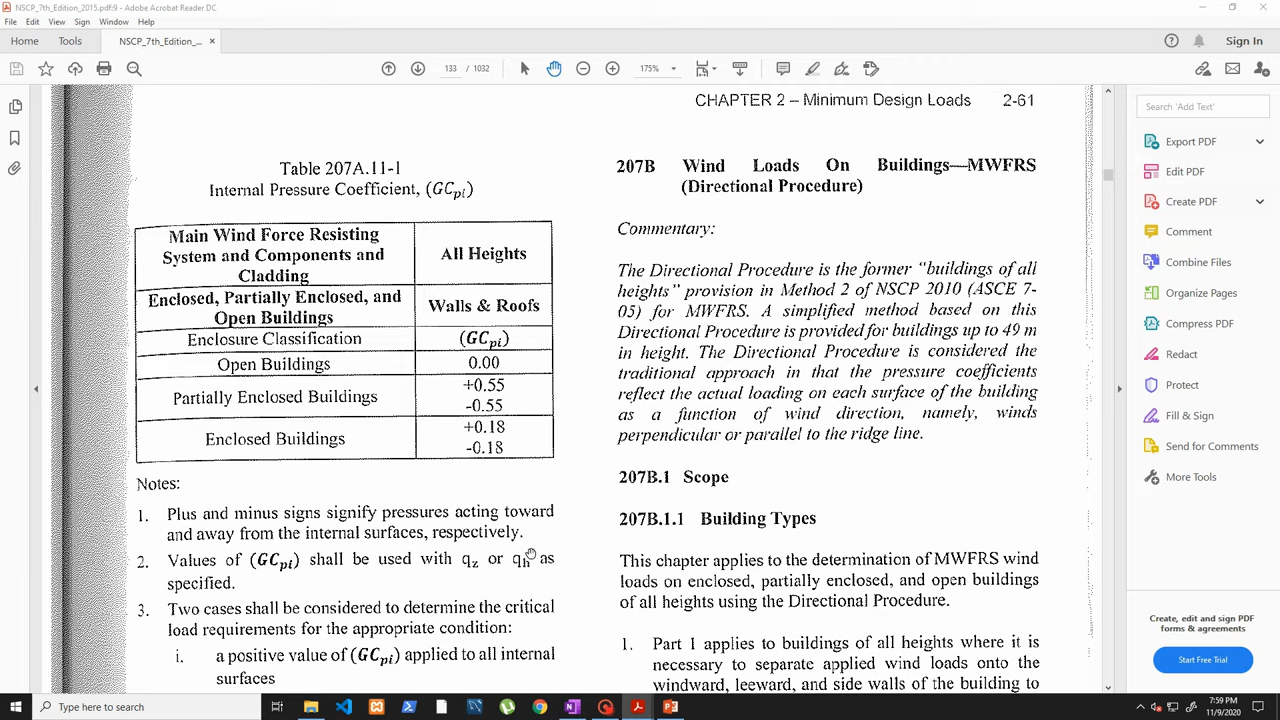 NSCP_7th_Edition_2015.pdf:9 - Adobe Acrobat Reader DC
File Edit View Sign Window Help
Home Tools NSCP_7th_Edition_... × Sign In
133 / 1032 175%
CHAPTER 2 – Minimum Design Loads 2-61
Table 207A.11-1
Internal Pressure Coefficient, (GCpi)
Main Wind Force Resisting
System and Components and
Cladding
All Heights
Enclosed, Partially Enclosed, and
Open Buildings
Walls & Roofs
Enclosure Classification (GCpi)
Open Buildings 0.00
Partially Enclosed Buildings
+0.55
-0.55
Enclosed Buildings
+0.18
-0.18
Notes:
1. Plus and minus signs signify pressures acting toward
and away from the internal surfaces, respectively.
2. Values of (GCpi) shall be used with qz or qh as
specified.
3. Two cases shall be considered to determine the critical
load requirements for the appropriate condition:
i. a positive value of (GCpi) applied to all internal
surfaces
207B Wind Loads On Buildings—MWFRS
(Directional Procedure)
Commentary:
The Directional Procedure is the former "buildings of all
heights" provision in Method 2 of NSCP 2010 (ASCE 7-
05) for MWFRS. A simplified method based on this
Directional Procedure is provided for buildings up to 49 m
in height. The Directional Procedure is considered the
traditional approach in that the pressure coefficients
reflect the actual loading on each surface of the building
as a function of wind direction, namely, winds
perpendicular or parallel to the ridge line.
207B.1 Scope
207B.1.1 Building Types
This chapter applies to the determination of MWFRS wind
loads on enclosed, partially enclosed, and open buildings
of all heights using the Directional Procedure.
1. Part 1 applies to buildings of all heights where it is
necessary to separate applied wind loads onto the
windward, leeward, and side walls of the building to
Search 'Add Text'
Export PDF
Edit PDF
Create PDF
Comment
Combine Files
Organize Pages
Compress PDF
Redact
Protect
Fill & Sign
Send for Comments
More Tools
Create, edit and sign PDF
forms & agreements
Start Free Trial
Type here to search
7:59 PM
11/9/2020